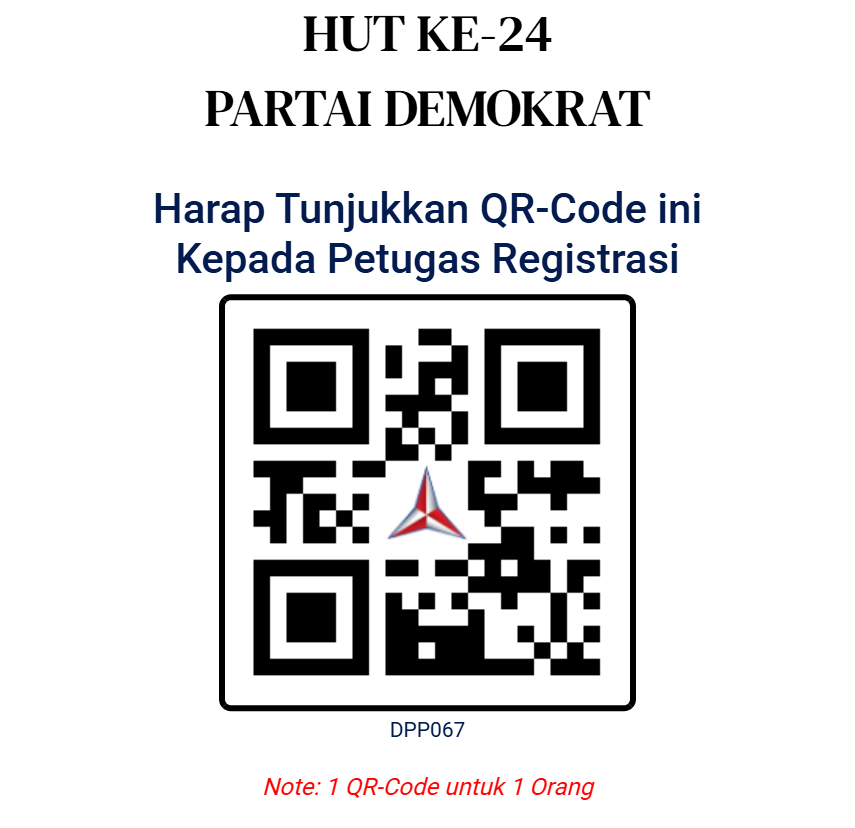 HUT KE-24
PARTAI DEMOKRAT
Harap Tunjukkan QR-Code ini
Kepada Petugas Registrasi
DPP067
Note: 1 QR-Code untuk 1 Orang